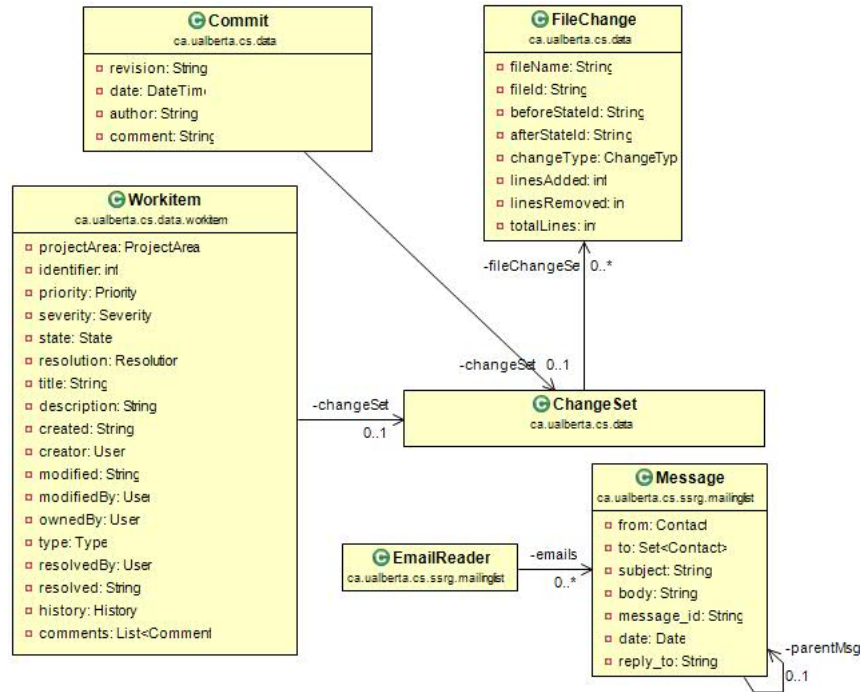 Commit
ca.ualberta.cs.data
revision: String
date: DateTime
author: String
comment: String
FileChange
ca.ualberta.cs.data
fileName: String
fileId: String
beforeStateId: String
afterStateId: String
changeType: ChangeTyp
linesAdded: int
linesRemoved: in
totalLines: int
-fileChangeSe 0..*
Workitem
ca.ualberta.cs.data.workitem
projectArea: ProjectArea
identifier: int
priority: Priority
severity: Severity
state: State
resolution: Resolution
title: String
description: String
created: String
creator: User
modified: String
modifiedBy: User
ownedBy: User
type: Type
resolvedBy: User
resolved: String
history: History
comments: List<Comment
-changeSet 0..1
-changeSet
0..1
ChangeSet
ca.ualberta.cs.data
EmailReader
ca.ualberta.cs.ssrg.mailinglist
-emails
0..*
Message
ca.ualberta.cs.ssrg.mailinglist
from: Contact
to: Set<Contact>
subject: String
body: String
message_id: String
date: Date
reply_to: String
-parentMsg
0..1